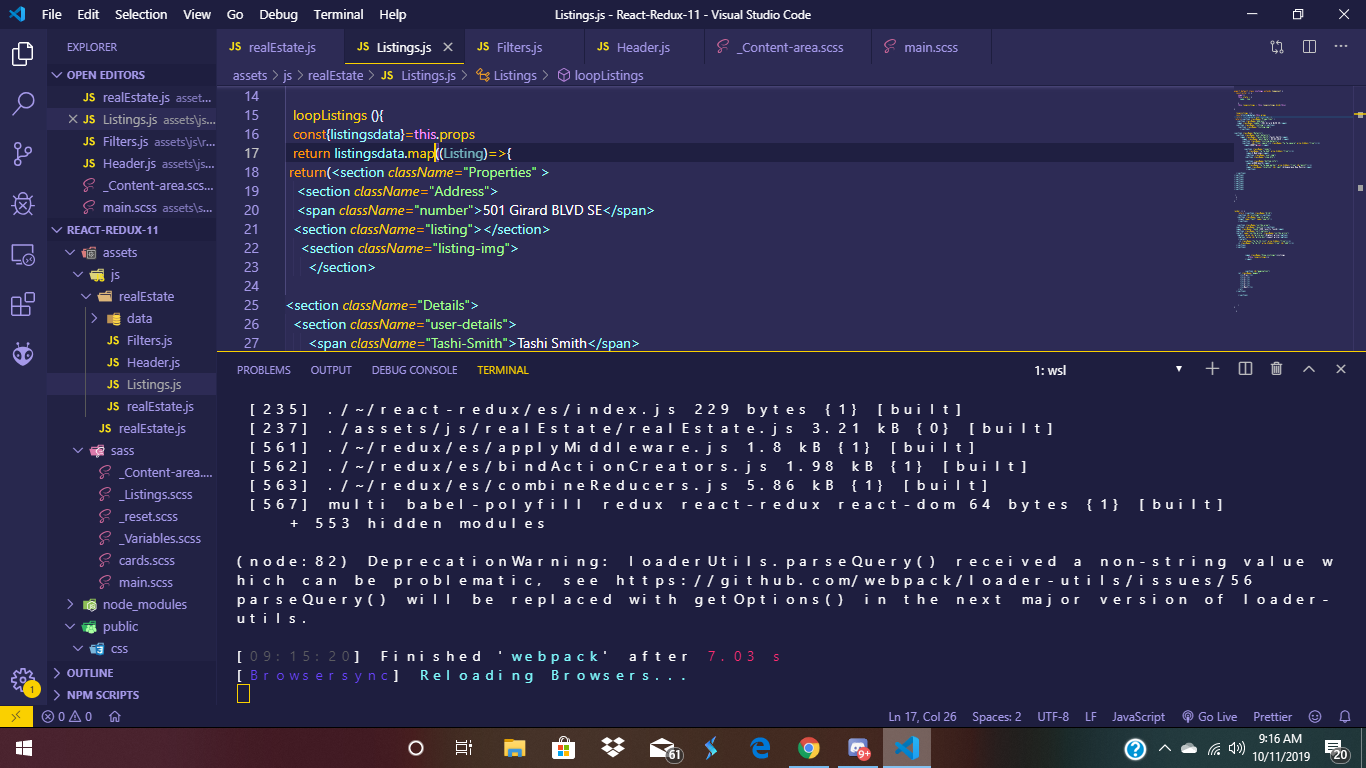 File Edit Selection View Go Debug Terminal Help Listings.js - React-Redux-11 - Visual Studio Code
EXPLORER
JS realEstate.js JS Listings.js JS Filters.js JS Header.js _Content-area.scss main.scss
OPEN EDITORS
JS realEstate.js asset...
JS Listings.js assets\js...
JS Filters.js assets\js\r...
JS Header.js assets\js...
_Content-area.scs...
main.scss assets\s...
REACT-REDUX-11
assets
js
realEstate
data
JS Filters.js
JS Header.js
JS Listings.js
JS realEstate.js
JS realEstate.js
sass
_Content-area....
_Listings.scss
_reset.scss
_Variables.scss
cards.scss
main.scss
node_modules
public
css
OUTLINE
NPM SCRIPTS
assets > js > realEstate > JS Listings.js > Listings > loopListings
14
15 loopListings (){
16 const{listingsdata}=this.props
17 return listingsdata.map((Listing)=>{
18 return(<section className="Properties" >
19 <section className="Address">
20 <span className="number">501 Girard BLVD SE</span>
21 <section className="listing"></section>
22 <section className="listing-img">
23 </section>
24
25 <section className="Details">
26 <section className="user-details">
27 <span className="Tashi-Smith">Tashi Smith</span>
PROBLEMS OUTPUT DEBUG CONSOLE TERMINAL 1: wsl
[235] ./~/react-redux/es/index.js 229 bytes {1} [built]
[237] ./assets/js/realEstate/realEstate.js 3.21 kB {0} [built]
[561] ./~/redux/es/applyMiddleware.js 1.8 kB {1} [built]
[562] ./~/redux/es/bindActionCreators.js 1.98 kB {1} [built]
[563] ./~/redux/es/combineReducers.js 5.86 kB {1} [built]
[567] multi babel-polyfill redux react-redux react-dom 64 bytes {1} [built]
+ 553 hidden modules
(node:82) DeprecationWarning: loaderUtils.parseQuery() received a non-string value w
hich can be problematic, see https://github.com/webpack/loader-utils/issues/56
parseQuery() will be replaced with getOptions() in the next major version of loader-
utils.
[09:15:20] Finished 'webpack' after 7.03 s
[Browsersync] Reloading Browsers...
1
0 0 Ln 17, Col 26 Spaces: 2 UTF-8 LF JavaScript Go Live Prettier
61 9+ 9:16 AM
10/11/2019 20